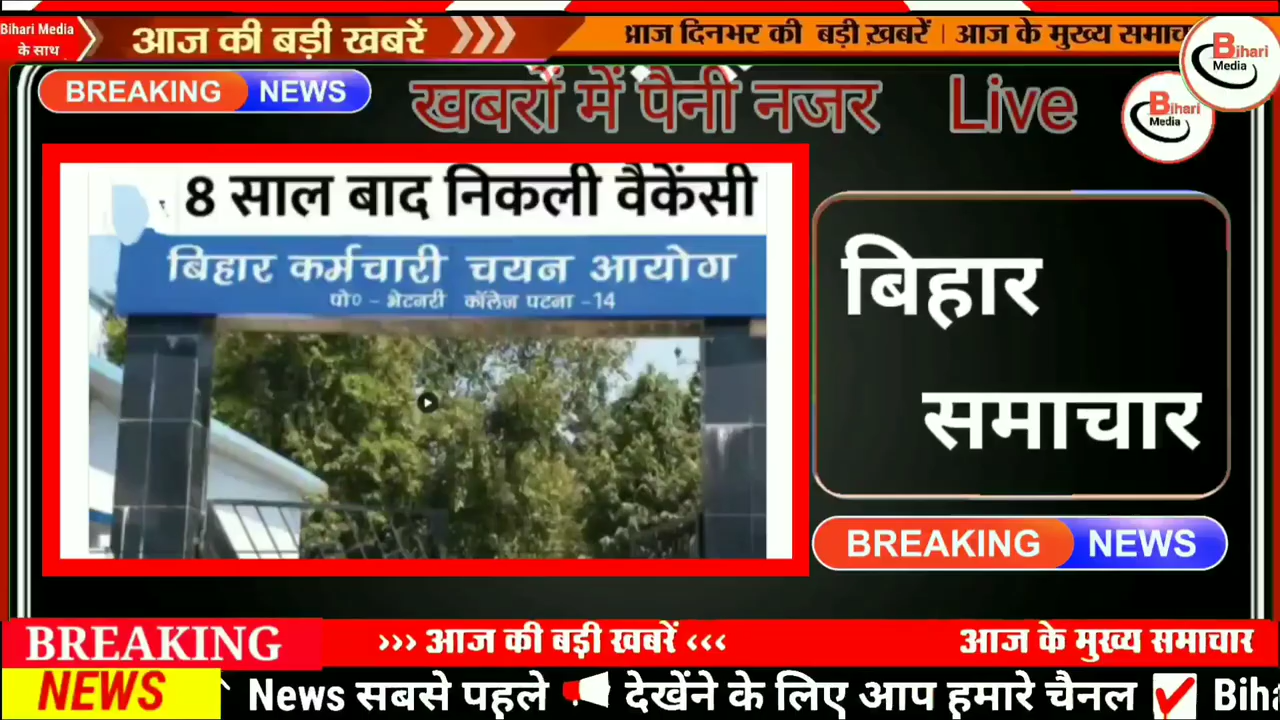 Bihari Media
के साथ
आज की बड़ी खबरें
आज दिनभर की बड़ी ख़बरें | आज के मुख्य समाच
Bihari
Media
BREAKING NEWS
खबरों में पैनी नजर Live
Bihari
Media
8 साल बाद निकली वैकेंसी
बिहार कर्मचारी चयन आयोग
पो० - भेटनरी कॉलेज पटना -14
बिहार
समाचार
BREAKING NEWS
BREAKING
NEWS
››› आज की बड़ी खबरें ‹‹‹ आज के मुख्य समाचार
News सबसे पहले देखेंने के लिए आप हमारे चैनल Biha